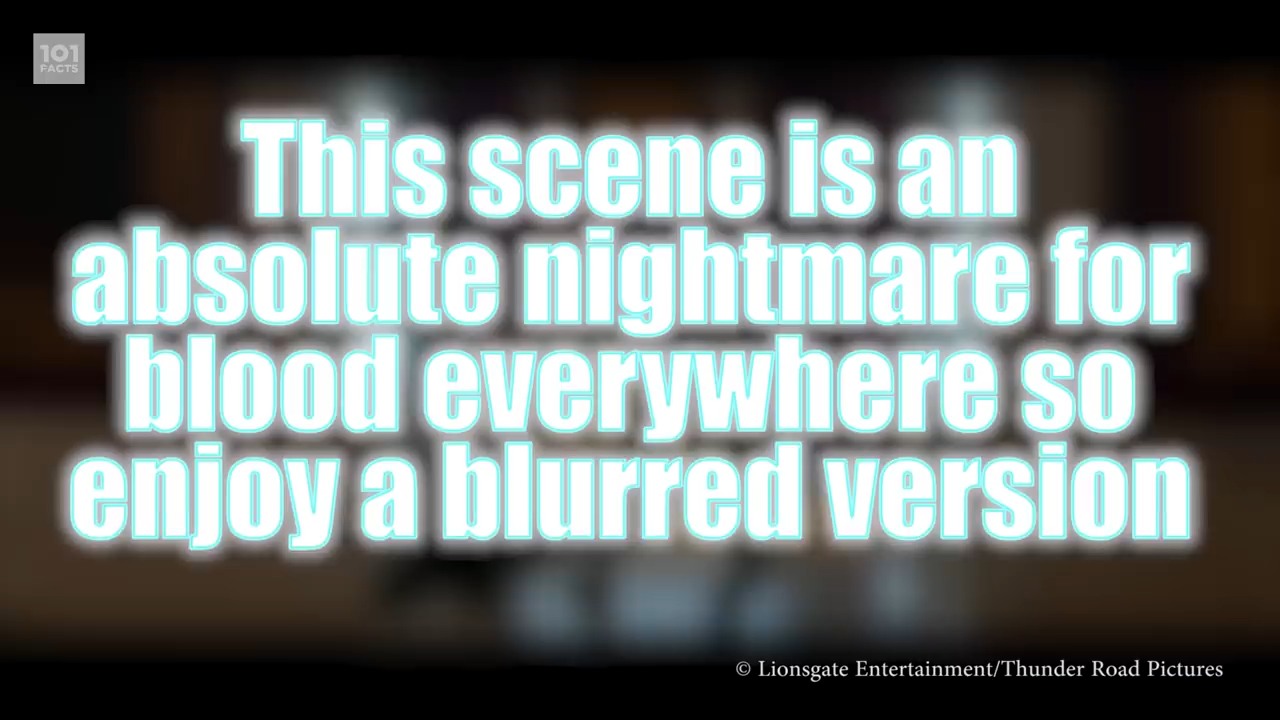 101
FACTS
This scene is an
absolute nightmare for
blood everywhere so
enjoy a blurred version
© Lionsgate Entertainment/Thunder Road Pictures